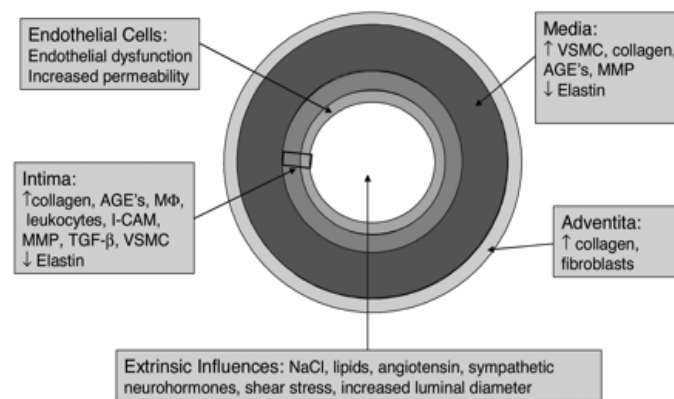 Endothelial Cells:
Endothelial dysfunction
Increased permeability
Media:
↑ VSMC, collagen,
AGE's, MMP
↓ Elastin
Intima:
↑collagen, AGE's, MΦ,
leukocytes, I-CAM,
MMP, TGF-β, VSMC
↓ Elastin
Adventita:
↑ collagen,
fibroblasts
Extrinsic Influences: NaCl, lipids, angiotensin, sympathetic
neurohormones, shear stress, increased luminal diameter